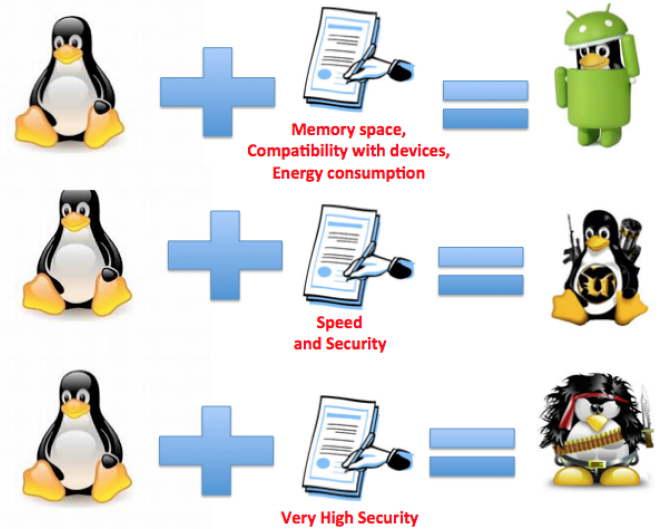 Memory space,
Compatibility with devices,
Energy consumption
Speed
and Security
Very High Security